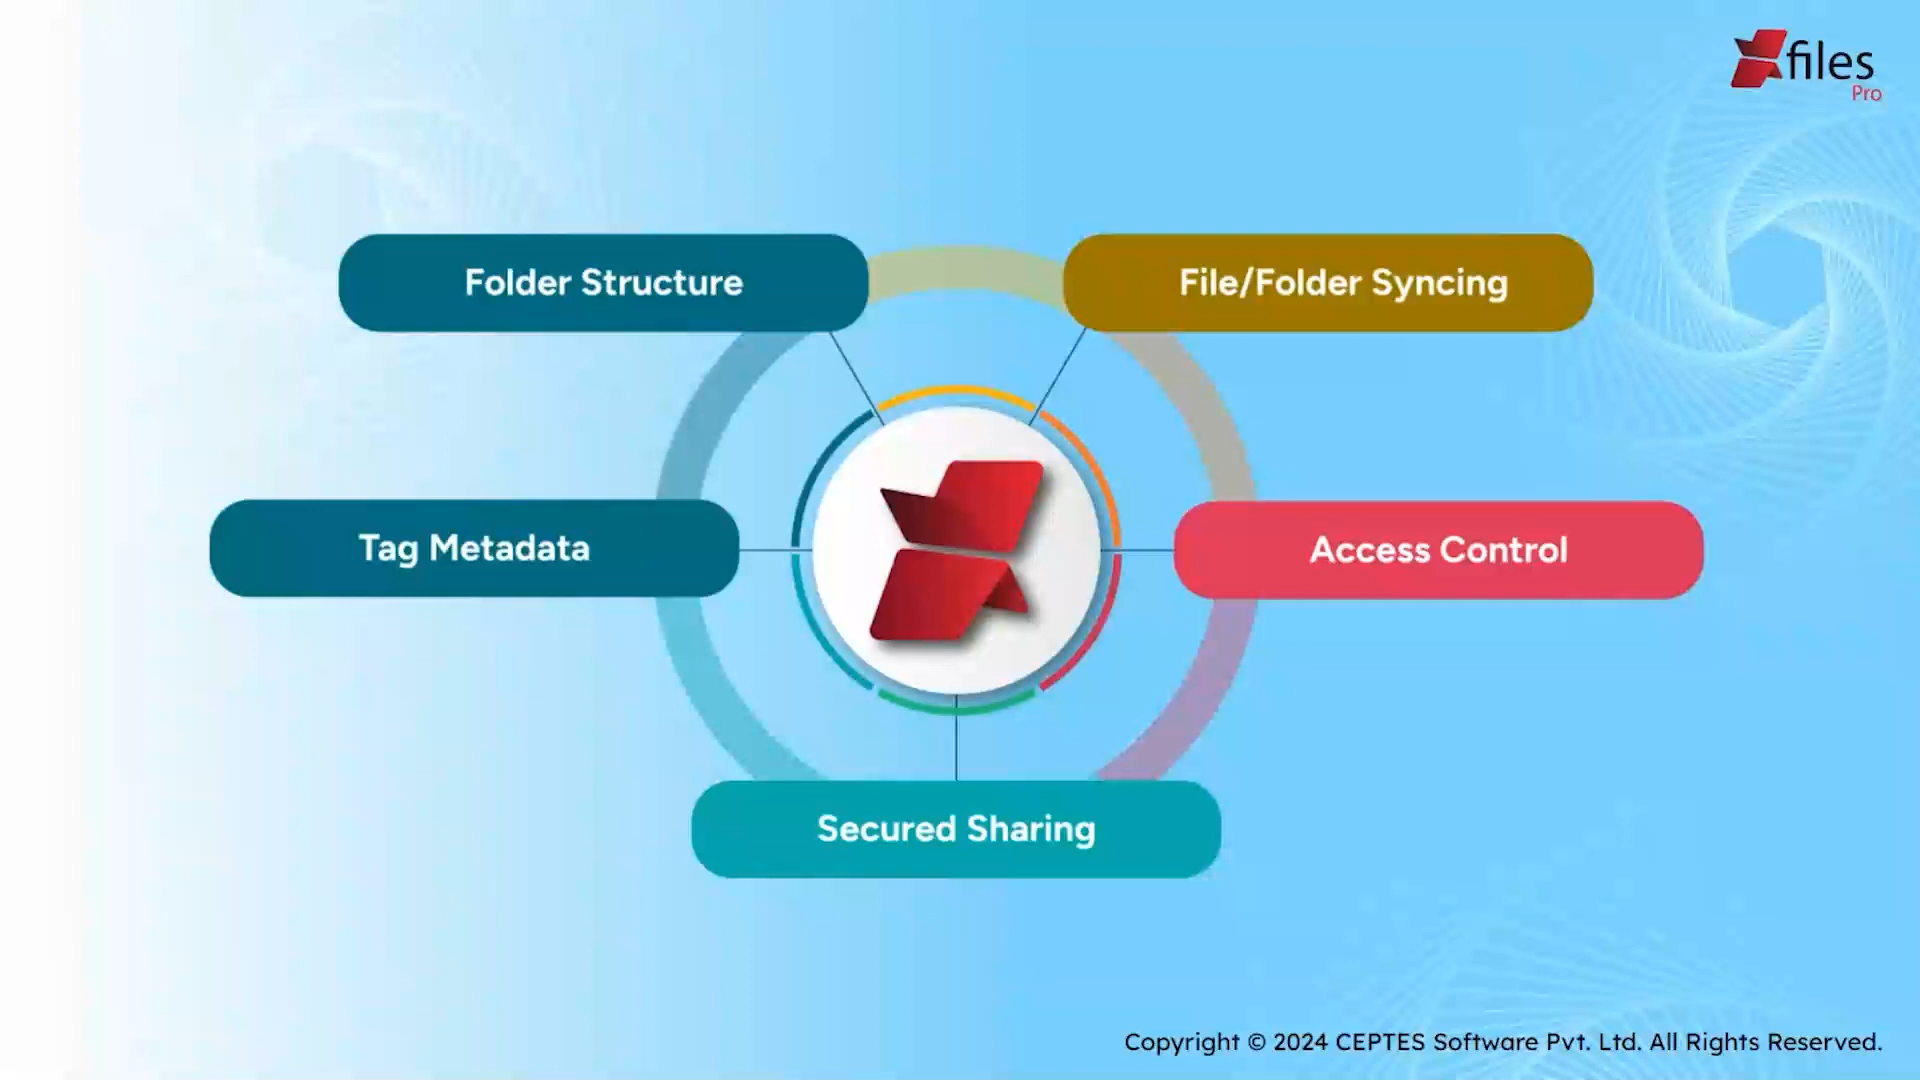 files
Pro
Folder Structure
File/Folder Syncing
Tag Metadata
Access Control
Secured Sharing
Copyright © 2024 CEPTES Software Pvt. Ltd. All Rights Reserved.